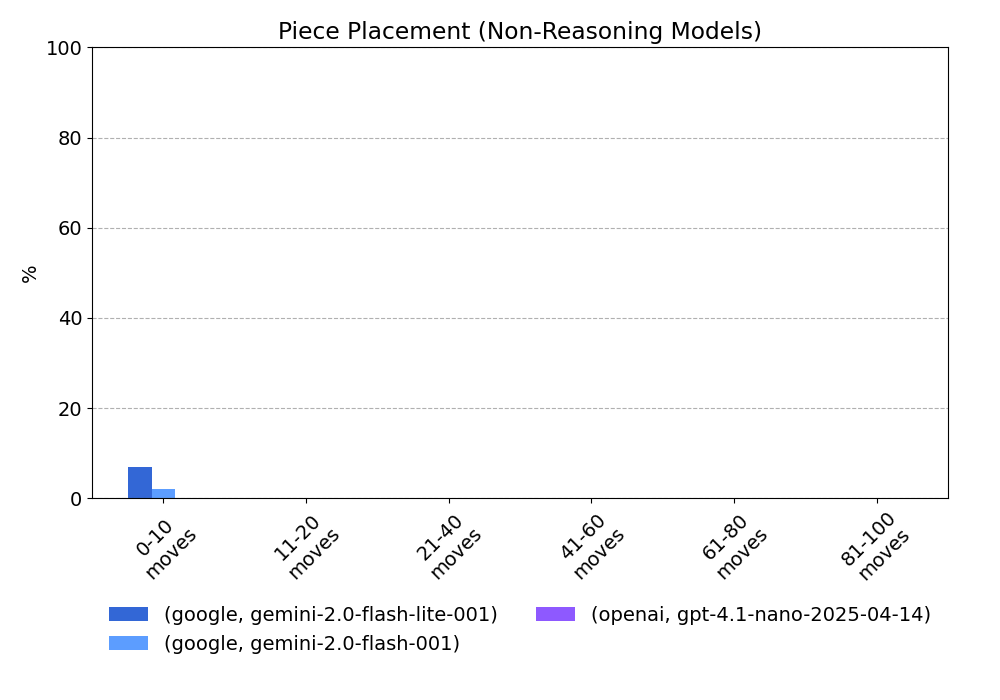 Piece Placement (Non-Reasoning Models)
100
80
60
40
20
0
%
0-10
moves
11-20
moves
21-40
moves
41-60
moves
61-80
moves
81-100
moves
(google, gemini-2.0-flash-lite-001)
(google, gemini-2.0-flash-001)
(openai, gpt-4.1-nano-2025-04-14)